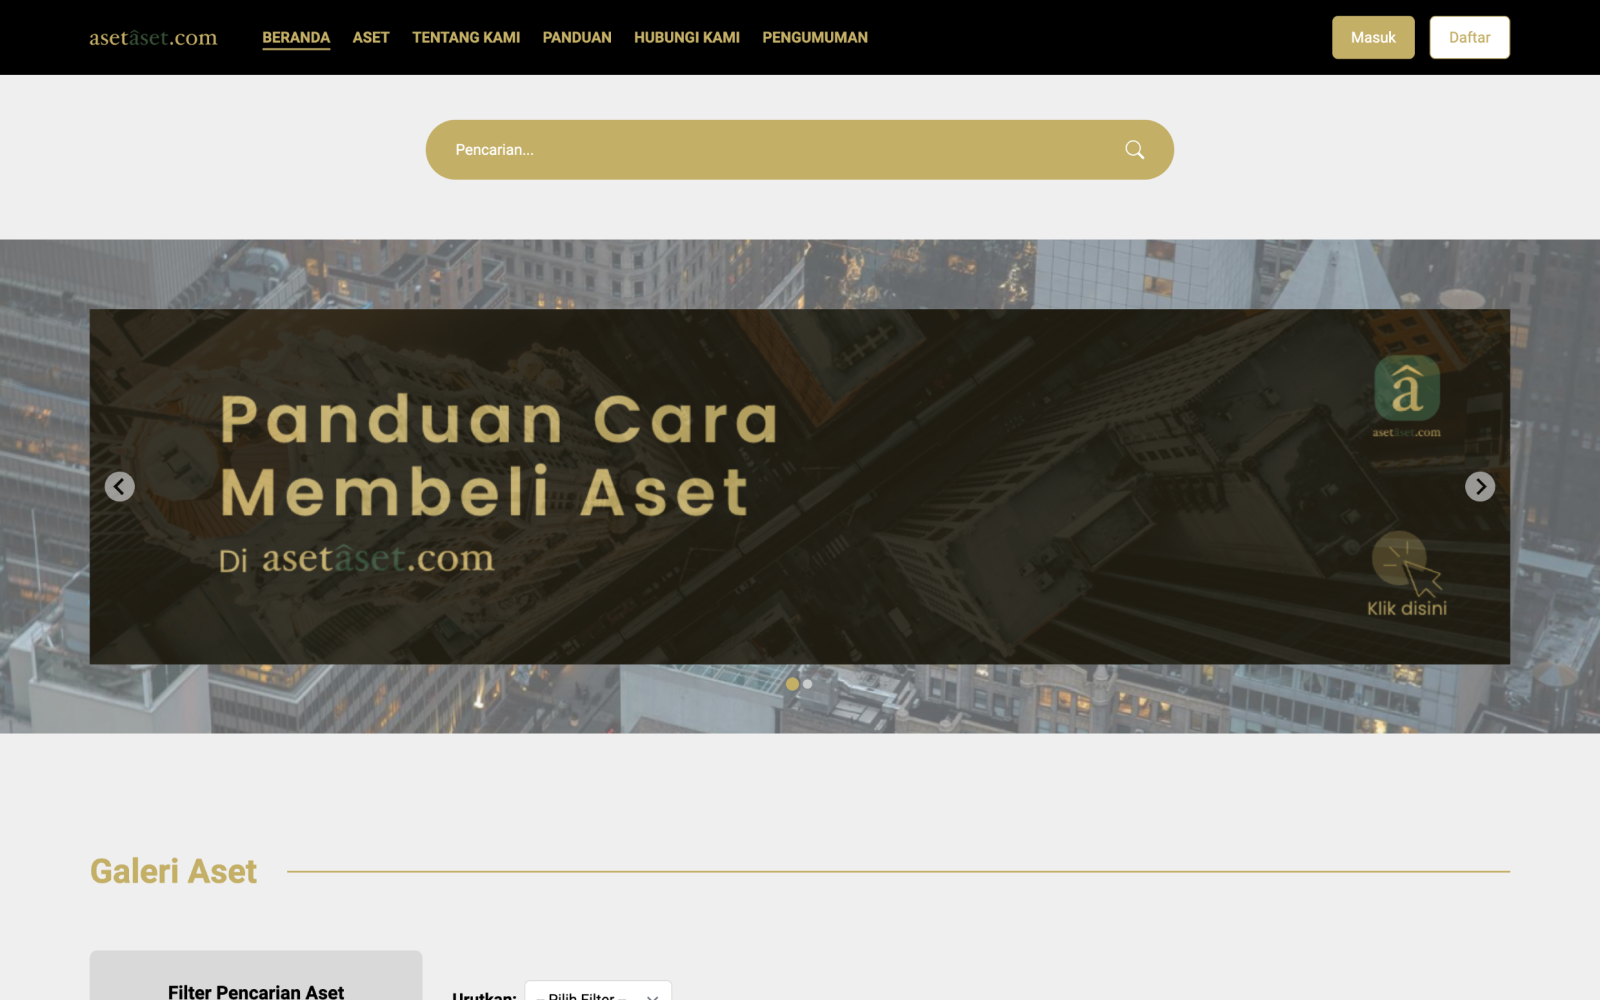 asetâset.com
BERANDA
ASET
TENTANG KAMI
PANDUAN
HUBUNGI KAMI
PENGUMUMAN
Masuk
Daftar
Pencarian...
Panduan Cara
Membeli Aset
Di asetâset.com
â
asetâset.com
Klik disini
Galeri Aset
Filter Pencarian Aset
Urutkan:
-- Pilih Filter --